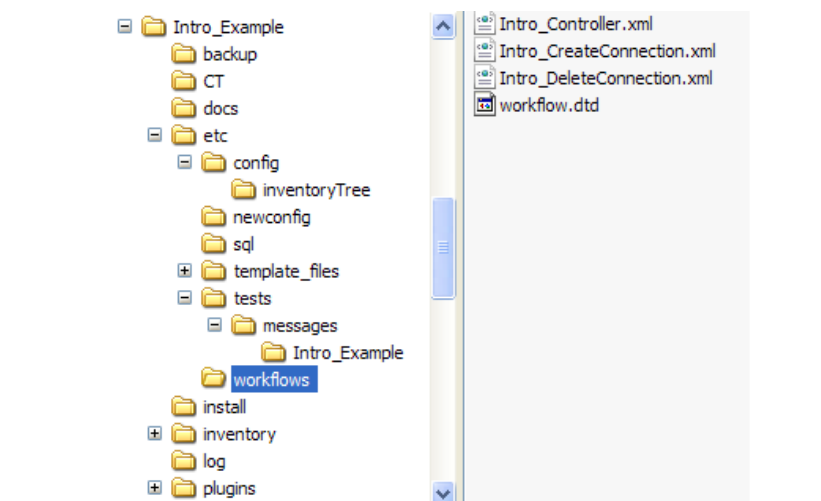 Intro_Example
backup
CT
docs
etc
config
inventoryTree
newconfig
sql
template_files
tests
messages
Intro_Example
workflows
install
inventory
log
plugins
Intro_Controller.xml
Intro_CreateConnection.xml
Intro_DeleteConnection.xml
workflow.dtd